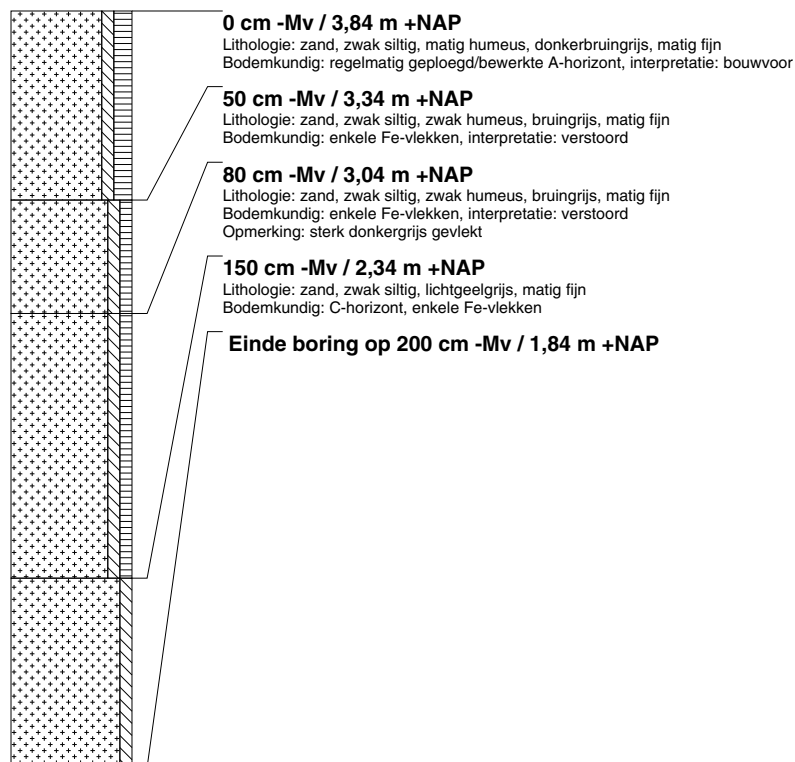 0 cm -Mv / 3,84 m +NAP
Lithologie: zand, zwak siltig, matig humeus, donkerbruingrijs, matig fijn
Bodemkundig: regelmatig geploegd/bewerkte A-horizont, interpretatie: bouwvoor
50 cm -Mv / 3,34 m +NAP
Lithologie: zand, zwak siltig, zwak humeus, bruingrijs, matig fijn
Bodemkundig: enkele Fe-vlekken, interpretatie: verstoord
80 cm -Mv / 3,04 m +NAP
Lithologie: zand, zwak siltig, zwak humeus, bruingrijs, matig fijn
Bodemkundig: enkele Fe-vlekken, interpretatie: verstoord
Opmerking: sterk donkergrijs gevlekt
150 cm -Mv / 2,34 m +NAP
Lithologie: zand, zwak siltig, lichtgeelgrijs, matig fijn
Bodemkundig: C-horizont, enkele Fe-vlekken
Einde boring op 200 cm -Mv / 1,84 m +NAP